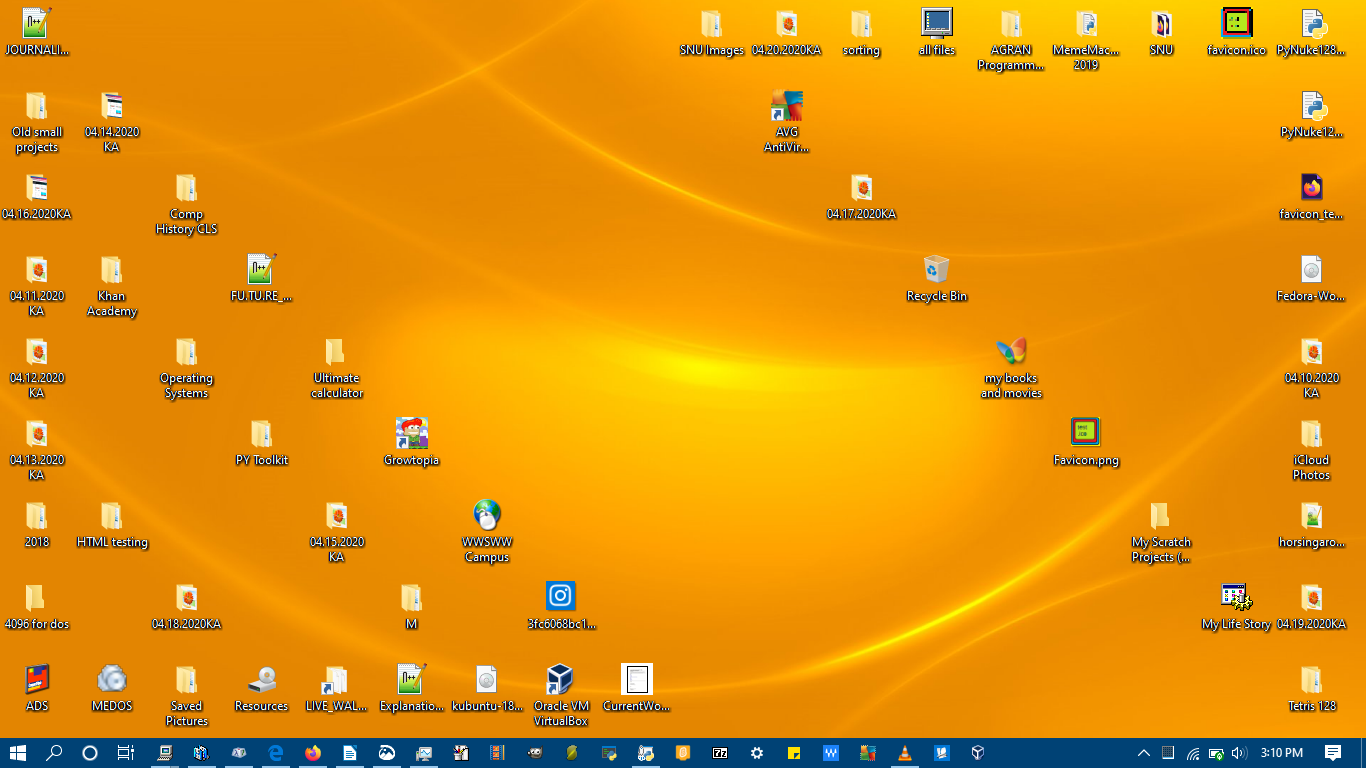 JOURNALI...
SNU Images
04.20.2020KA
sorting
all files
AGRAN
Programm...
MemeMac...
2019
SNU
favicon.ico
PyNuke128...
Old small
projects
04.14.2020
KA
AVG
AntiVir...
PyNuke12...
04.16.2020KA
Comp
History CLS
04.17.2020KA
favicon_te...
04.11.2020
KA
Khan
Academy
FU.TU.RE_...
Recycle Bin
Fedora-Wo...
04.12.2020
KA
Operating
Systems
Ultimate
calculator
my books
and movies
04.10.2020
KA
04.13.2020
KA
PY Toolkit
Growtopia
Favicon.png
iCloud
Photos
2018
HTML testing
04.15.2020
KA
WWSWW
Campus
My Scratch
Projects (...
horsingaro...
4096 for dos
04.18.2020KA
M
3fc6068bc1...
My Life Story
04.19.2020KA
ADS
MEDOS
Saved
Pictures
Resources
LIVE_WAL...
Explanatio...
kubuntu-18...
Oracle VM
VirtualBox
CurrentWo...
Tetris 128
3:10 PM